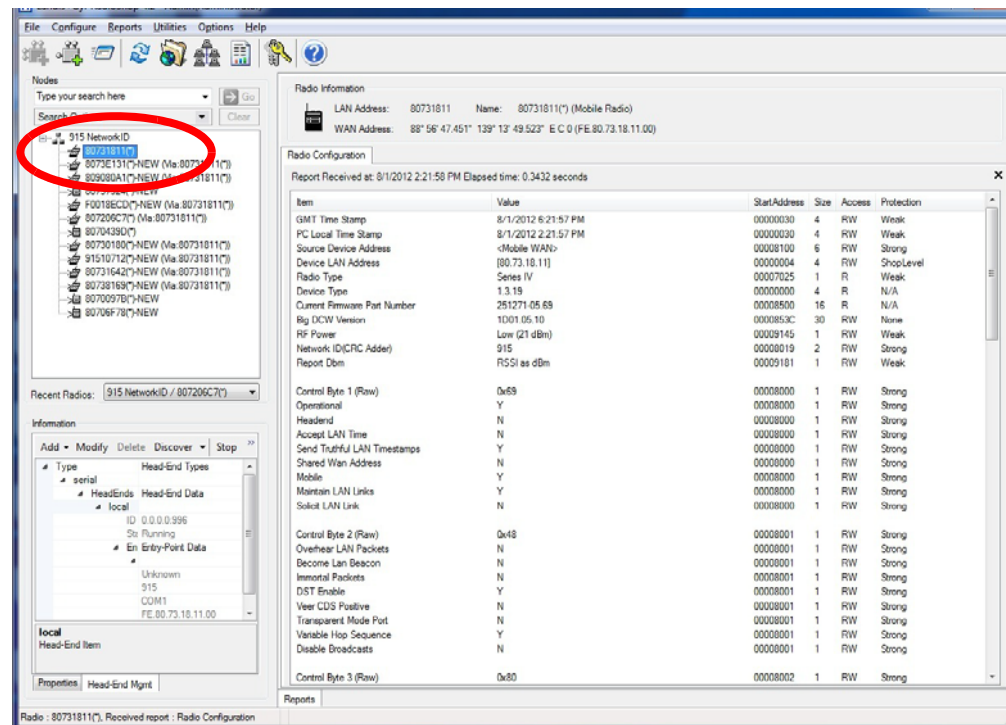 File Configure Reports Utilities Options Help
Nodes
Type your search here
Go
Clear
915 NetworkID
80731811(*)
8073E131(*)-NEW (Via:80731811(*))
809080A1(*)-NEW
F0018ECD(*)-NEW (Via:80731811(*))
807206C7(*) (Via:80731811(*))
8070439D(*)
80730180(*)-NEW (Via:80731811(*))
91510712(*)-NEW (Via:80731811(*))
80731642(*)-NEW (Via:80731811(*))
80738169(*)-NEW (Via:80731811(*))
8070097B(*)-NEW
80706F78(*)-NEW
Recent Radios: 915 NetworkID / 807206C7(*)
Information
Add Modify Delete Discover Stop
Type Head-End Types
serial
HeadEnds Head-End Data
local
ID 0.0.0.0:996
Sta Running
En Entry-Point Data
Unknown
915
COM1
FE.80.73.18.11.00
local
Head-End Item
Properties Head-End Mgmt
Radio Information
LAN Address: 80731811 Name: 80731811(*) (Mobile Radio)
WAN Address: 88° 56' 47.451" 139° 13' 49.523" E C 0 (FE.80.73.18.11.00)
Radio Configuration
Report Received at: 8/1/2012 2:21:58 PM Elapsed time: 0.3432 seconds
Item Value StartAddress Size Access Protection
GMT Time Stamp 8/1/2012 6:21:57 PM 00000030 4 RW Weak
PC Local Time Stamp 8/1/2012 2:21:57 PM 00000030 4 RW Weak
Source Device Address <Mobile WAN> 00008100 6 RW Strong
Device LAN Address [80.73.18.11] 00000004 4 RW ShopLevel
Radio Type Series IV 00007025 1 R Weak
Device Type 1.3.19 00000000 4 R N/A
Current Firmware Part Number 251271-05.69 00008500 16 R N/A
Big DCW Version 1D01.05.10 0000853C 30 RW None
RF Power Low (21 dBm) 00009145 1 RW Weak
Network ID(CRC Adder) 915 00008019 2 RW Strong
Report Dbm RSSI as dBm 00009181 1 RW Weak
Control Byte 1 (Raw) 0x69 00008000 1 RW Strong
Operational Y 00008000 1 RW Strong
Headend N 00008000 1 RW Strong
Accept LAN Time N 00008000 1 RW Strong
Send Truthful LAN Timestamps Y 00008000 1 RW Strong
Shared Wan Address N 00008000 1 RW Strong
Mobile Y 00008000 1 RW Strong
Maintain LAN Links Y 00008000 1 RW Strong
Solicit LAN Link N 00008000 1 RW Strong
Control Byte 2 (Raw) 0x48 00008001 1 RW Strong
Overhear LAN Packets N 00008001 1 RW Strong
Become Lan Beacon N 00008001 1 RW Strong
Immortal Packets N 00008001 1 RW Strong
DST Enable Y 00008001 1 RW Strong
Veer CDS Positive N 00008001 1 RW Strong
Transparent Mode Port N 00008001 1 RW Strong
Variable Hop Sequence Y 00008001 1 RW Strong
Disable Broadcasts N 00008001 1 RW Strong
Control Byte 3 (Raw) 0x80 00008002 1 RW Strong
Reports
Radio : 80731811(*), Received report : Radio Configuration